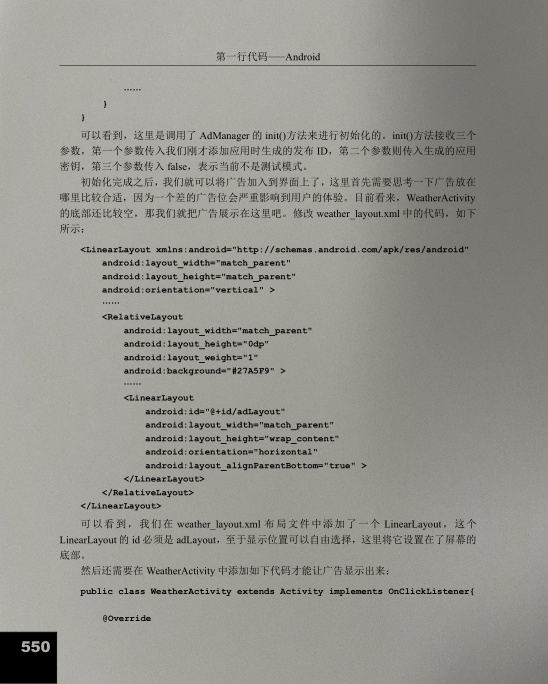 第一行代码——Android
……
}
}
可以看到，这里是调用了 AdManager 的 init()方法来进行初始化的。init()方法接收三个
参数，第一个参数传入我们刚才添加应用时生成的发布 ID，第二个参数则传入生成的应用
密钥，第三个参数传入 false，表示当前不是测试模式。
初始化完成之后，我们就可以将广告加入到界面上了，这里首先需要思考一下广告放在
哪里比较合适，因为一个差的广告位会严重影响到用户的体验。目前看来，WeatherActivity
的底部还比较空，那我们就把广告展示在这里吧。修改 weather_layout.xml 中的代码，如下
所示：
<LinearLayout xmlns:android="http://schemas.android.com/apk/res/android"
android:layout_width="match_parent"
android:layout_height="match_parent"
android:orientation="vertical" >
……
<RelativeLayout
android:layout_width="match_parent"
android:layout_height="0dp"
android:layout_weight="1"
android:background="#27A5F9" >
……
<LinearLayout
android:id="@+id/adLayout"
android:layout_width="match_parent"
android:layout_height="wrap_content"
android:orientation="horizontal"
android:layout_alignParentBottom="true" >
</LinearLayout>
</RelativeLayout>
</LinearLayout>
可以看到，我们在 weather_layout.xml 布局文件中添加了一个 LinearLayout，这个
LinearLayout 的 id 必须是 adLayout，至于显示位置可以自由选择，这里将它设置在了屏幕的
底部。
然后还需要在 WeatherActivity 中添加如下代码才能让广告显示出来：
public class WeatherActivity extends Activity implements OnClickListener{
@Override
550